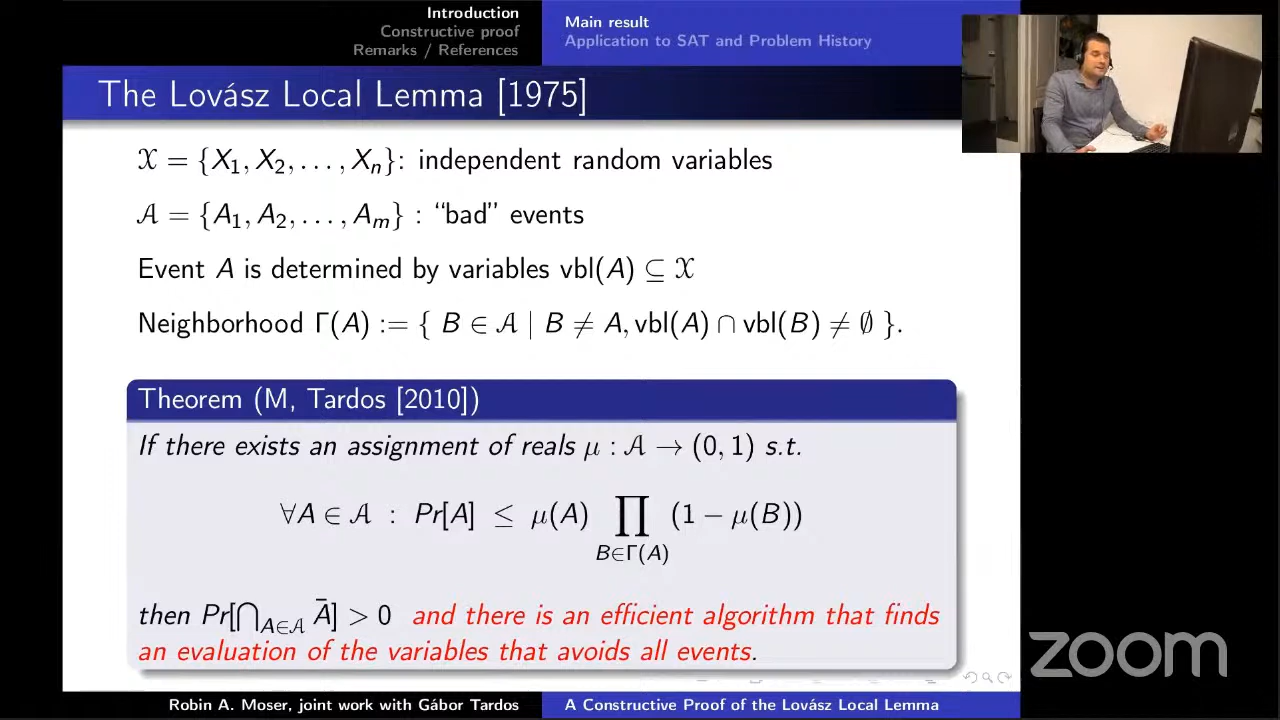 Introduction
Constructive proof
Remarks / References
Main result
Application to SAT and Problem History
The Lovász Local Lemma [1975]
𝒳 = {X₁, X₂, . . . , Xₙ}: independent random variables
𝒜 = {A₁, A₂, . . . , Aₘ} : “bad” events
Event A is determined by variables vbl(A) ⊆ 𝒳
Neighborhood Γ(A) := { B ∈ 𝒜 | B ≠ A, vbl(A) ∩ vbl(B) ≠ ∅ }.
Theorem (M, Tardos [2010])
If there exists an assignment of reals μ : 𝒜 → (0, 1) s.t.
∀A ∈ 𝒜 : Pr[A] ≤ μ(A) ∏ (1 − μ(B))
B∈Γ(A)
then Pr[⋂_{A∈𝒜} Ā] > 0 and there is an efficient algorithm that finds
an evaluation of the variables that avoids all events.
zoom
Robin A. Moser, joint work with Gábor Tardos
A Constructive Proof of the Lovász Local Lemma